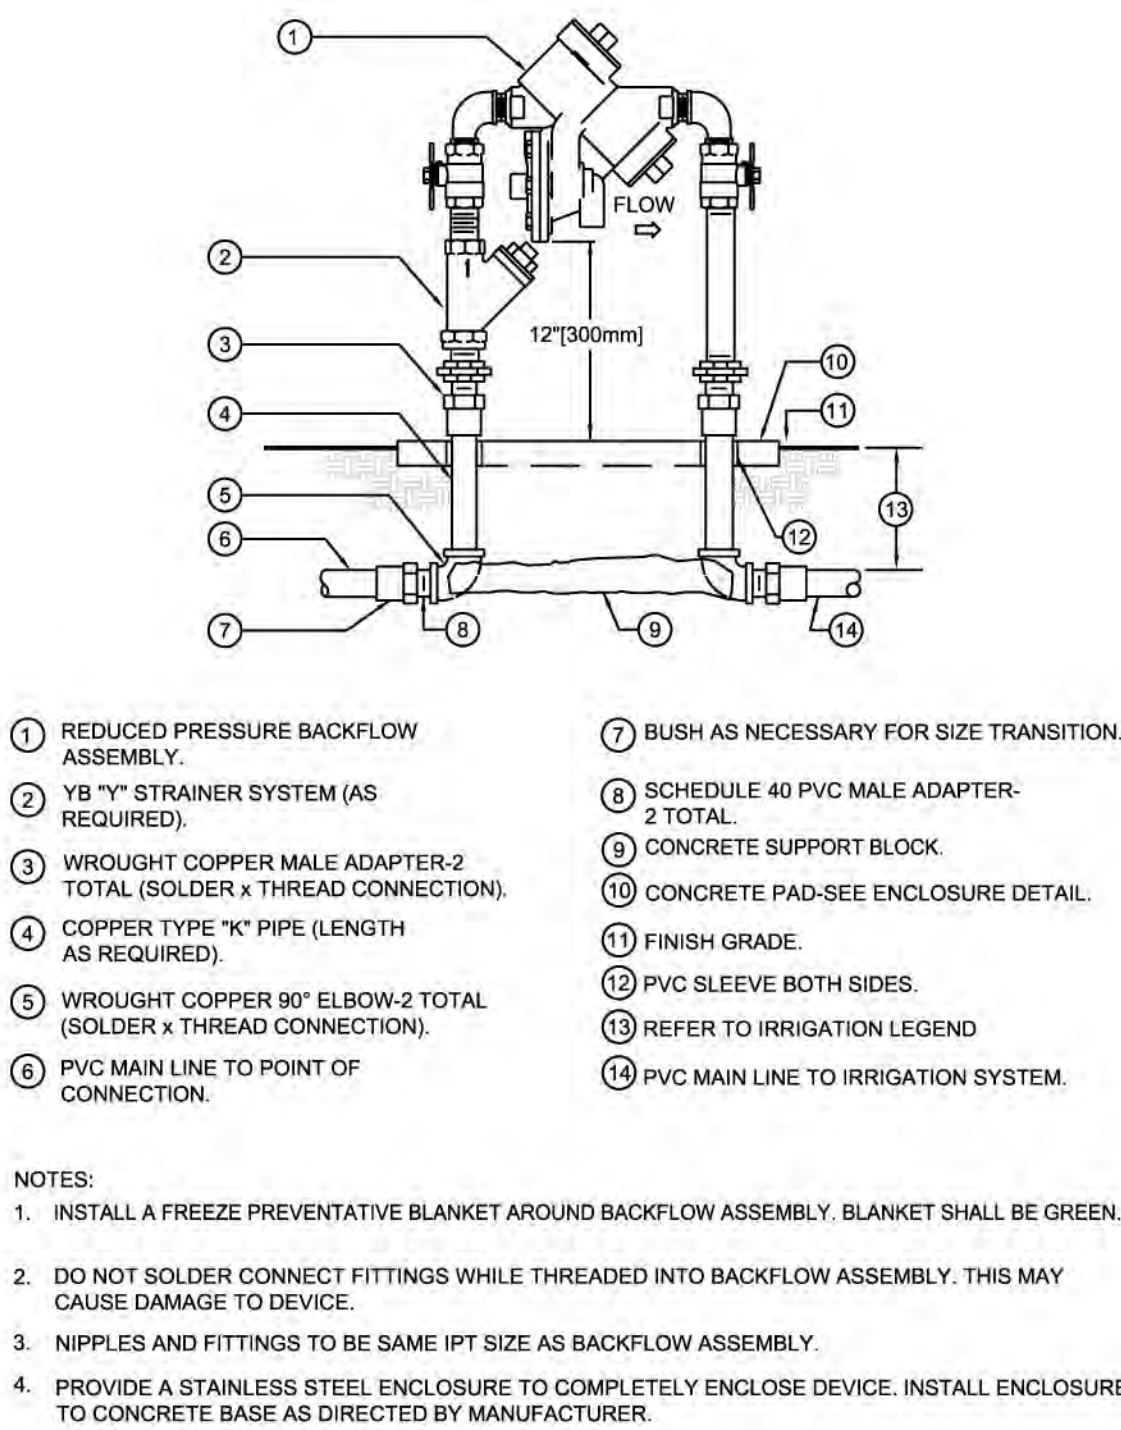 1
2
FLOW
12"[300mm]
3
10
4
11
5
13
6
12
7
8
9
14
1 REDUCED PRESSURE BACKFLOW
ASSEMBLY.
2 YB "Y" STRAINER SYSTEM (AS
REQUIRED).
3 WROUGHT COPPER MALE ADAPTER-2
TOTAL (SOLDER x THREAD CONNECTION).
4 COPPER TYPE "K" PIPE (LENGTH
AS REQUIRED).
5 WROUGHT COPPER 90° ELBOW-2 TOTAL
(SOLDER x THREAD CONNECTION).
6 PVC MAIN LINE TO POINT OF
CONNECTION.
7 BUSH AS NECESSARY FOR SIZE TRANSITION.
8 SCHEDULE 40 PVC MALE ADAPTER-
2 TOTAL.
9 CONCRETE SUPPORT BLOCK.
10 CONCRETE PAD-SEE ENCLOSURE DETAIL.
11 FINISH GRADE.
12 PVC SLEEVE BOTH SIDES.
13 REFER TO IRRIGATION LEGEND
14 PVC MAIN LINE TO IRRIGATION SYSTEM.
NOTES:
1. INSTALL A FREEZE PREVENTATIVE BLANKET AROUND BACKFLOW ASSEMBLY. BLANKET SHALL BE GREEN.
2. DO NOT SOLDER CONNECT FITTINGS WHILE THREADED INTO BACKFLOW ASSEMBLY. THIS MAY
CAUSE DAMAGE TO DEVICE.
3. NIPPLES AND FITTINGS TO BE SAME IPT SIZE AS BACKFLOW ASSEMBLY.
4. PROVIDE A STAINLESS STEEL ENCLOSURE TO COMPLETELY ENCLOSE DEVICE. INSTALL ENCLOSURE
TO CONCRETE BASE AS DIRECTED BY MANUFACTURER.